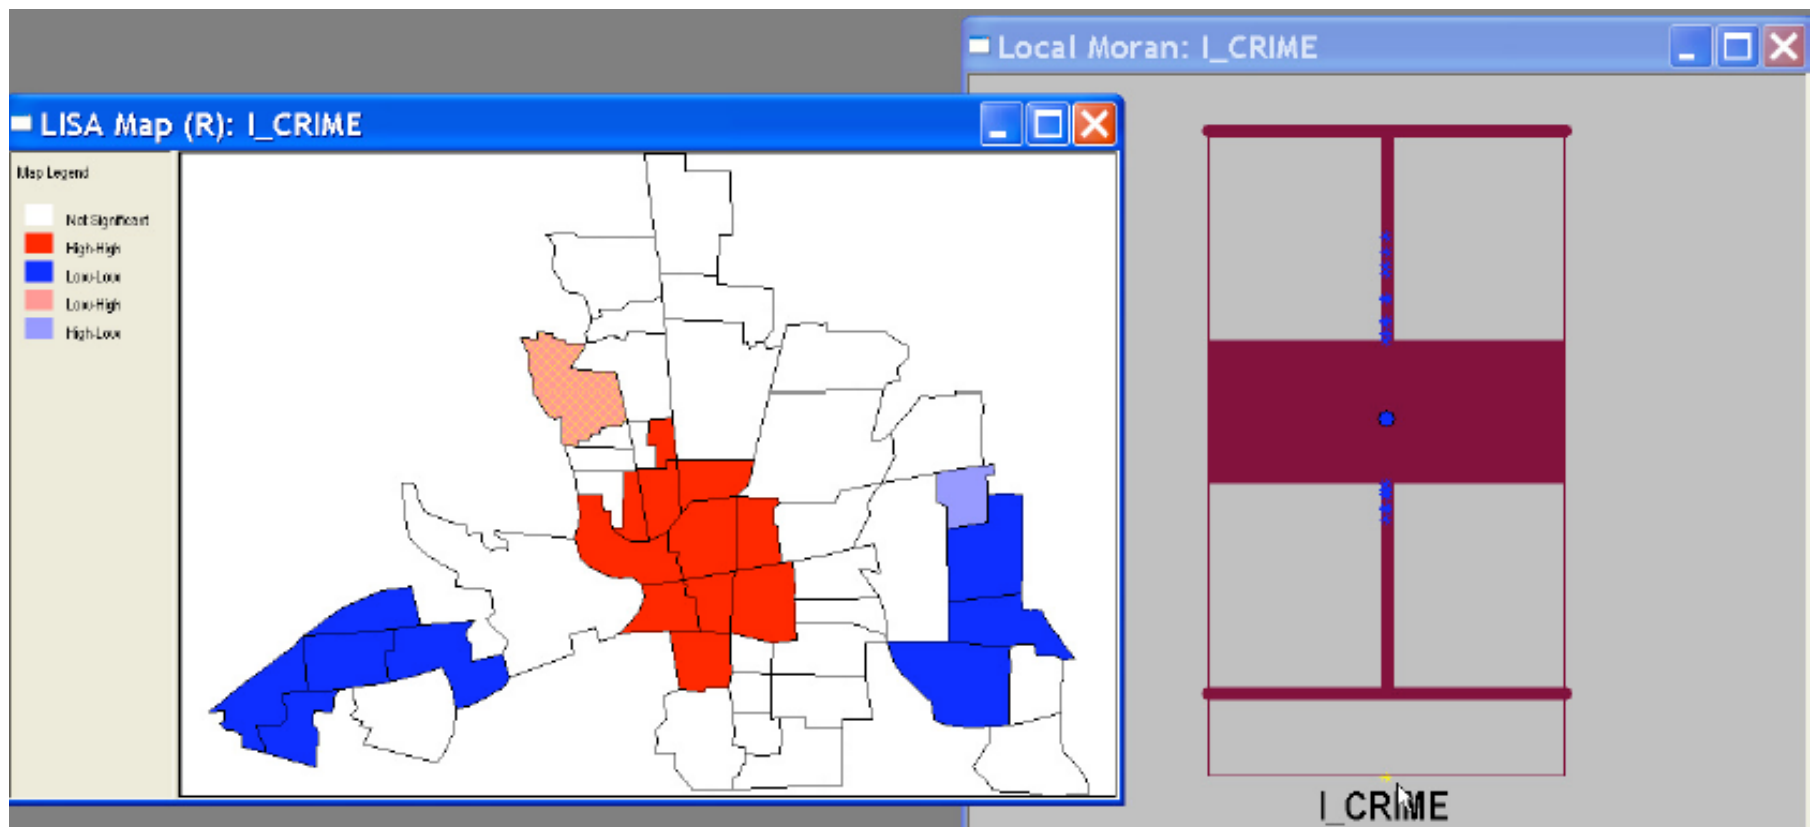 Local Moran: I_CRIME
LISA Map (R): I_CRIME
Map Legend
Not Significant
High-High
Low-Low
Low-High
High-Low
I_CRIME